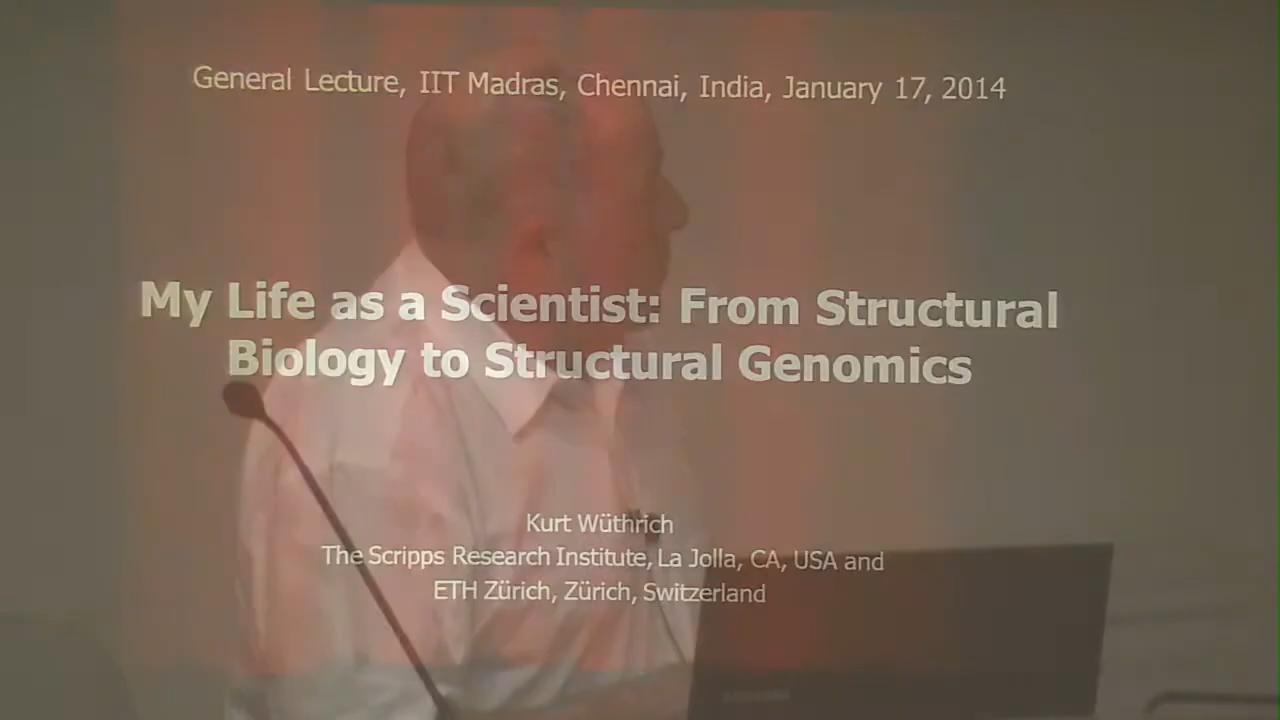 General Lecture, IIT Madras, Chennai, India, January 17, 2014
My Life as a Scientist: From Structural
Biology to Structural Genomics
Kurt Wüthrich
The Scripps Research Institute, La Jolla, CA, USA and
ETH Zürich, Zürich, Switzerland